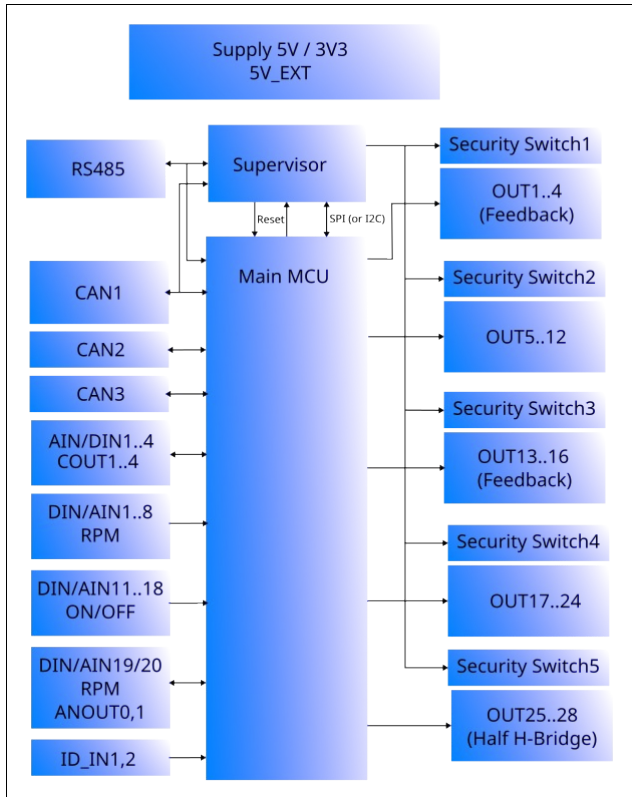 Supply 5V / 3V3
5V_EXT
RS485
Supervisor
Security Switch1
OUT1..4
(Feedback)
Reset
SPI (or I2C)
Main MCU
CAN1
Security Switch2
CAN2
OUT5..12
CAN3
Security Switch3
AIN/DIN1..4
COUT1..4
OUT13..16
(Feedback)
DIN/AIN1..8
RPM
Security Switch4
DIN/AIN11..18
ON/OFF
OUT17..24
DIN/AIN19/20
RPM
ANOUT0,1
Security Switch5
OUT25..28
(Half H-Bridge)
ID_IN1,2